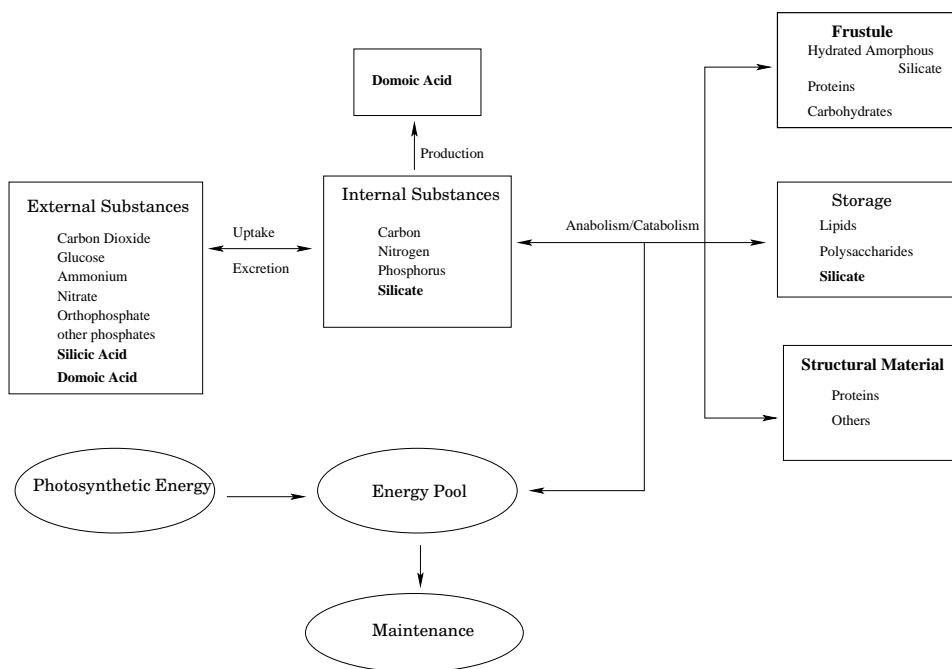 Domoic Acid
Production
External Substances
Carbon Dioxide
Glucose
Ammonium
Nitrate
Orthophosphate
other phosphates
Silicic Acid
Domoic Acid
Uptake
Excretion
Internal Substances
Carbon
Nitrogen
Phosphorus
Silicate
Anabolism/Catabolism
Frustule
Hydrated Amorphous
Silicate
Proteins
Carbohydrates
Storage
Lipids
Polysaccharides
Silicate
Structural Material
Proteins
Others
Photosynthetic Energy
Energy Pool
Maintenance